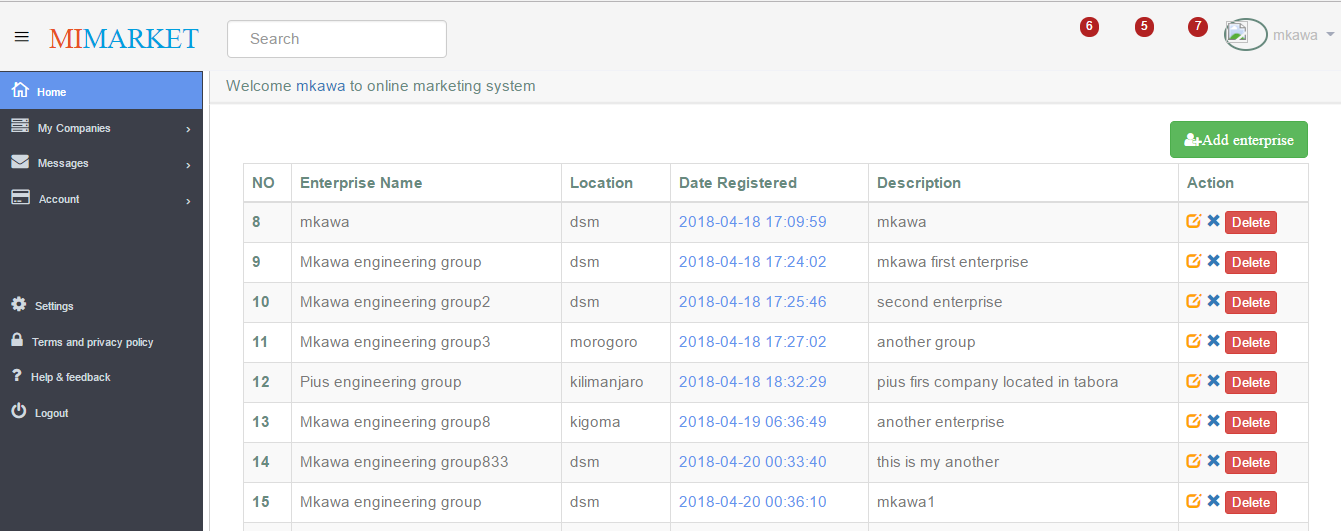 MIMARKET
Search
6 5 7
mkawa
Home
My Companies
Messages
Account
Settings
Terms and privacy policy
Help & feedback
Logout
Welcome mkawa to online marketing system
Add enterprise
NO Enterprise Name Location Date Registered Description Action
8 mkawa dsm 2018-04-18 17:09:59 mkawa Delete
9 Mkawa engineering group dsm 2018-04-18 17:24:02 mkawa first enterprise Delete
10 Mkawa engineering group2 dsm 2018-04-18 17:25:46 second enterprise Delete
11 Mkawa engineering group3 morogoro 2018-04-18 17:27:02 another group Delete
12 Pius engineering group kilimanjaro 2018-04-18 18:32:29 pius firs company located in tabora Delete
13 Mkawa engineering group8 kigoma 2018-04-19 06:36:49 another enterprise Delete
14 Mkawa engineering group833 dsm 2018-04-20 00:33:40 this is my another Delete
15 Mkawa engineering group dsm 2018-04-20 00:36:10 mkawa1 Delete